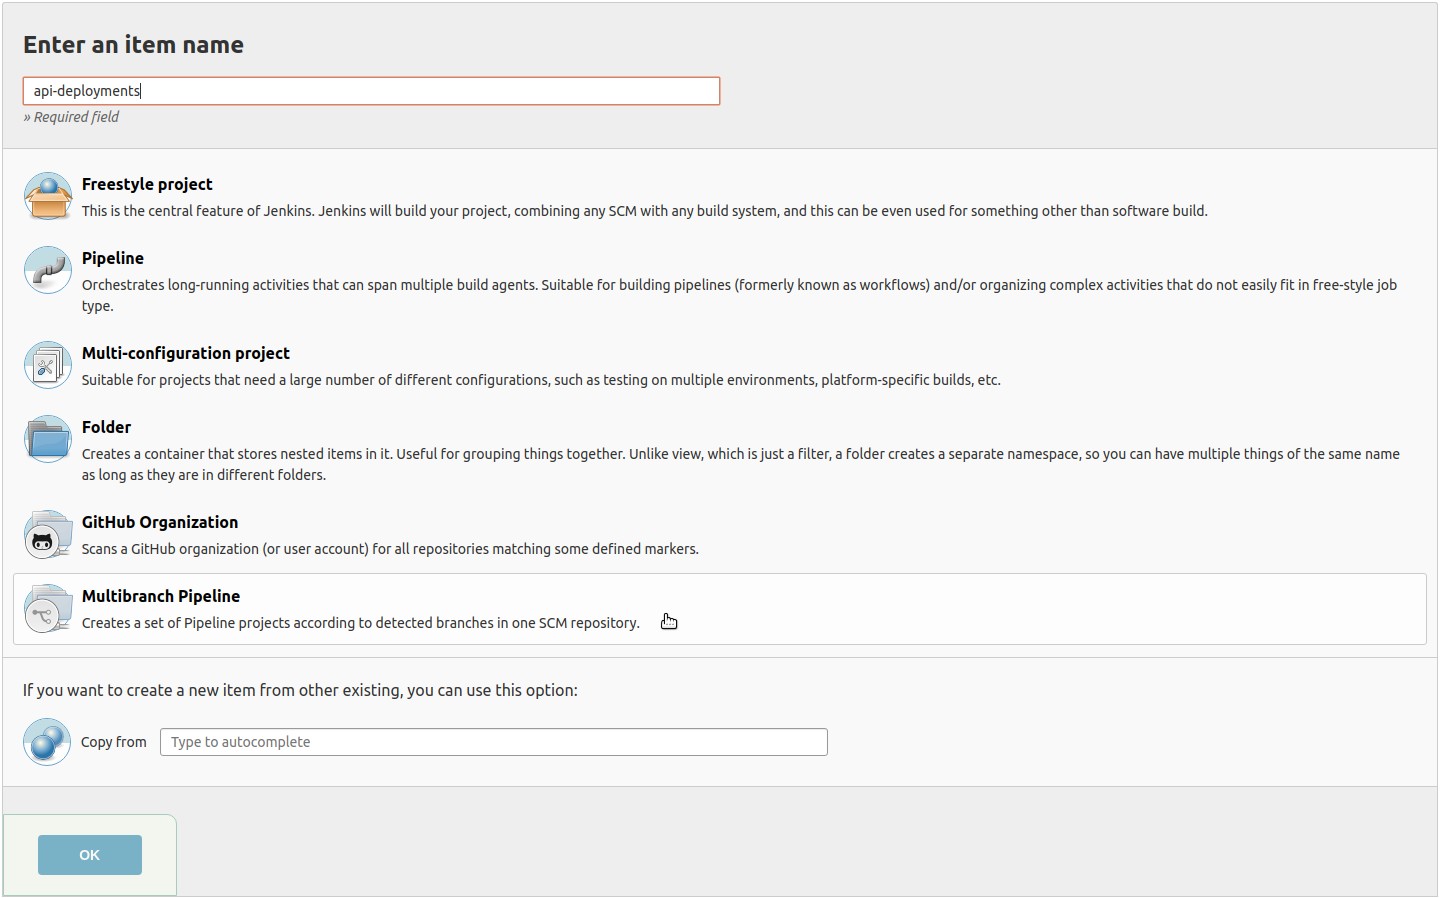 Enter an item name
api-deployments
» Required field
Freestyle project
This is the central feature of Jenkins. Jenkins will build your project, combining any SCM with any build system, and this can be even used for something other than software build.
Pipeline
Orchestrates long-running activities that can span multiple build agents. Suitable for building pipelines (formerly known as workflows) and/or organizing complex activities that do not easily fit in free-style job
type.
Multi-configuration project
Suitable for projects that need a large number of different configurations, such as testing on multiple environments, platform-specific builds, etc.
Folder
Creates a container that stores nested items in it. Useful for grouping things together. Unlike view, which is just a filter, a folder creates a separate namespace, so you can have multiple things of the same name
as long as they are in different folders.
GitHub Organization
Scans a GitHub organization (or user account) for all repositories matching some defined markers.
Multibranch Pipeline
Creates a set of Pipeline projects according to detected branches in one SCM repository.
If you want to create a new item from other existing, you can use this option:
Copy from Type to autocomplete
OK